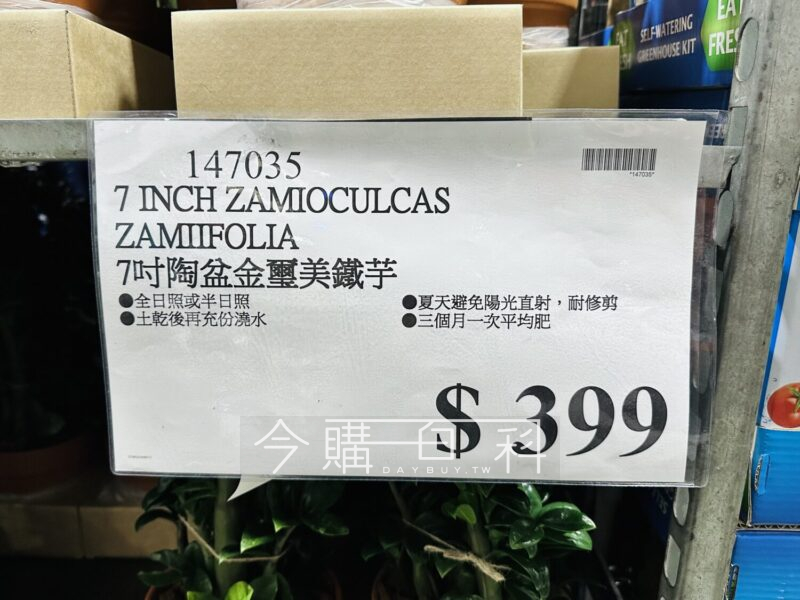 EAT
FRESH
SELF-WATERING
GREENHOUSE KIT
EAT
147035
*147035*
7 INCH ZAMIOCULCAS
ZAMIIFOLIA
7吋陶盆金璽美鐵芋
●全日照或半日照
●夏天避免陽光直射，耐修剪
●土乾後再充份澆水
●三個月一次平均肥
$ 399
今購百科
DAYBUY.TW